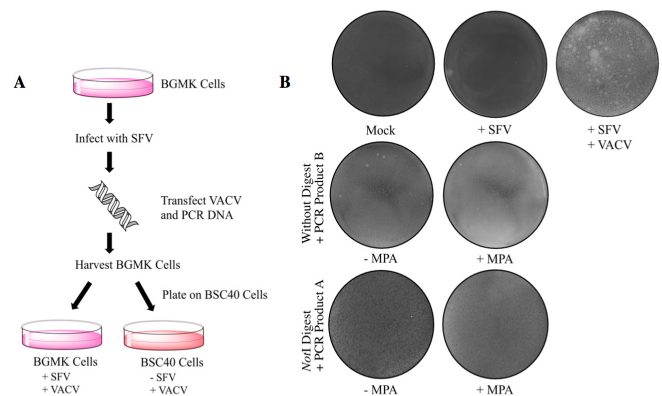 A
BGMK Cells
Infect with SFV
Transfect VACV
and PCR DNA
Harvest BGMK Cells
Plate on BSC40 Cells
BGMK Cells
+ SFV
+ VACV
BSC40 Cells
- SFV
+ VACV
B
Mock
+ SFV
+ SFV
+ VACV
Without Digest
+ PCR Product B
- MPA
+ MPA
NotI Digest
+ PCR Product A
- MPA
+ MPA